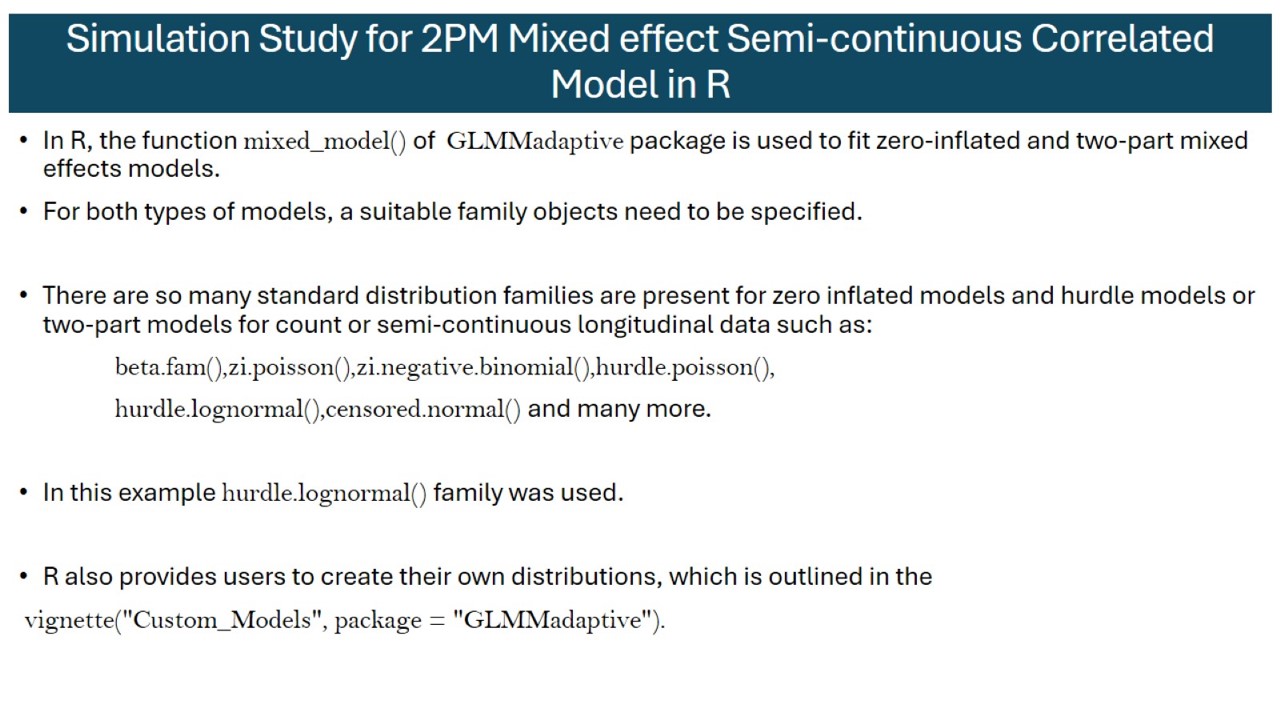 Simulation Study for 2PM Mixed effect Semi-continuous Correlated
Model in R
• In R, the function mixed_model() of GLMMadaptive package is used to fit zero-inflated and two-part mixed
effects models.
• For both types of models, a suitable family objects need to be specified.
• There are so many standard distribution families are present for zero inflated models and hurdle models or
two-part models for count or semi-continuous longitudinal data such as:
beta.fam(),zi.poisson(),zi.negative.binomial(),hurdle.poisson(),
hurdle.lognormal(),censored.normal() and many more.
• In this example hurdle.lognormal() family was used.
• R also provides users to create their own distributions, which is outlined in the
vignette("Custom_Models", package = "GLMMadaptive").